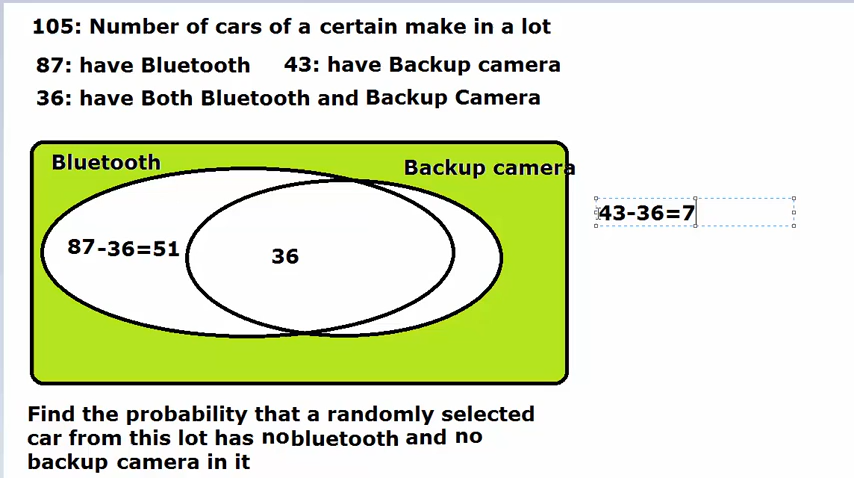 105: Number of cars of a certain make in a lot
87: have Bluetooth 43: have Backup camera
36: have Both Bluetooth and Backup Camera
Bluetooth
Backup camera
43-36=7
87-36=51
36
Find the probability that a randomly selected
car from this lot has no bluetooth and no
backup camera in it